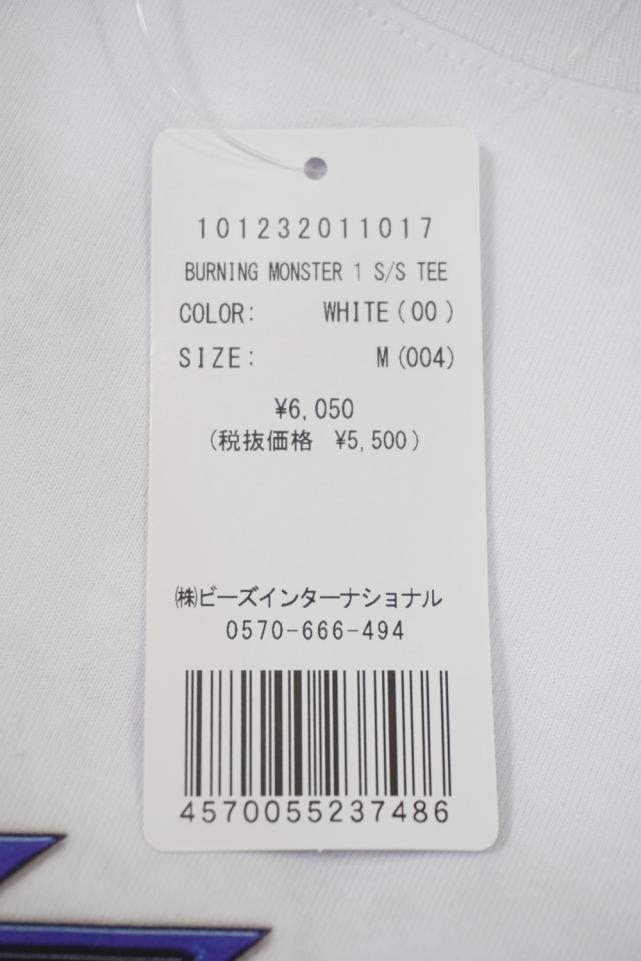 101232011017
BURNING MONSTER 1 S/S TEE
COLOR: WHITE(00)
SIZE: M(004)
¥6,050
(税抜価格 ¥5,500)
㈱ビーズインターナショナル
0570-666-494
4570055237486